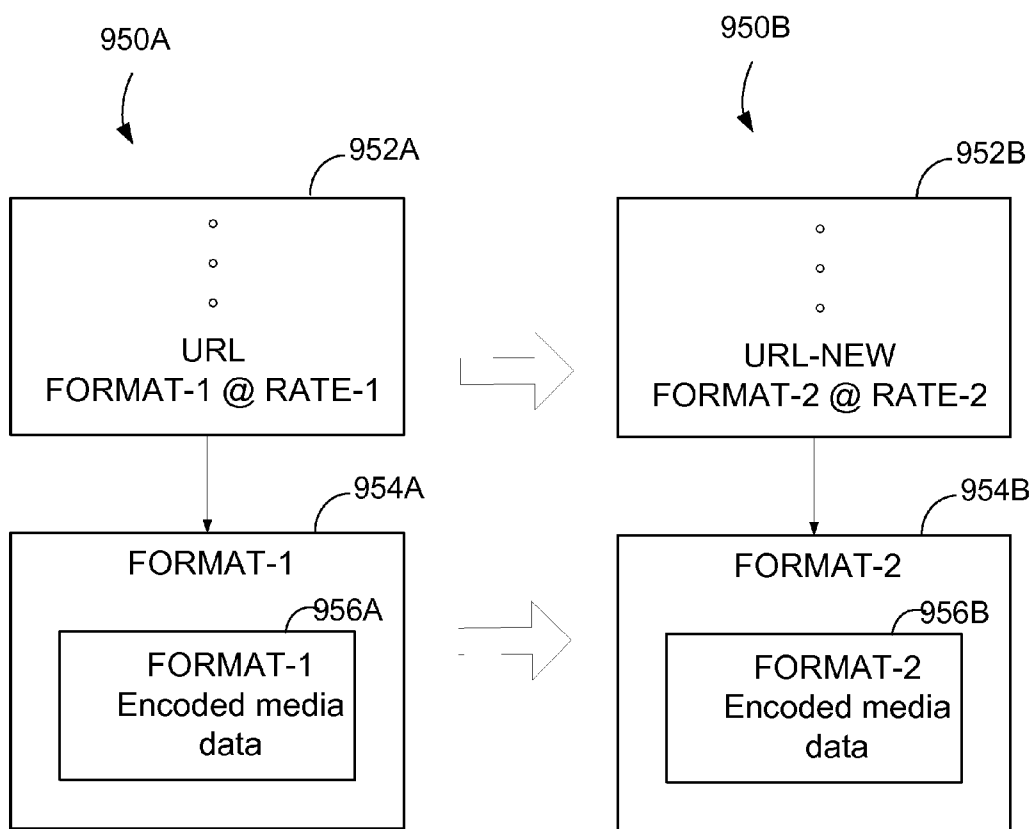 950A
950B
952A
952B
URL
FORMAT-1 @ RATE-1
URL-NEW
FORMAT-2 @ RATE-2
954A
954B
FORMAT-1
FORMAT-2
956A
956B
FORMAT-1
Encoded media
data
FORMAT-2
Encoded media
data